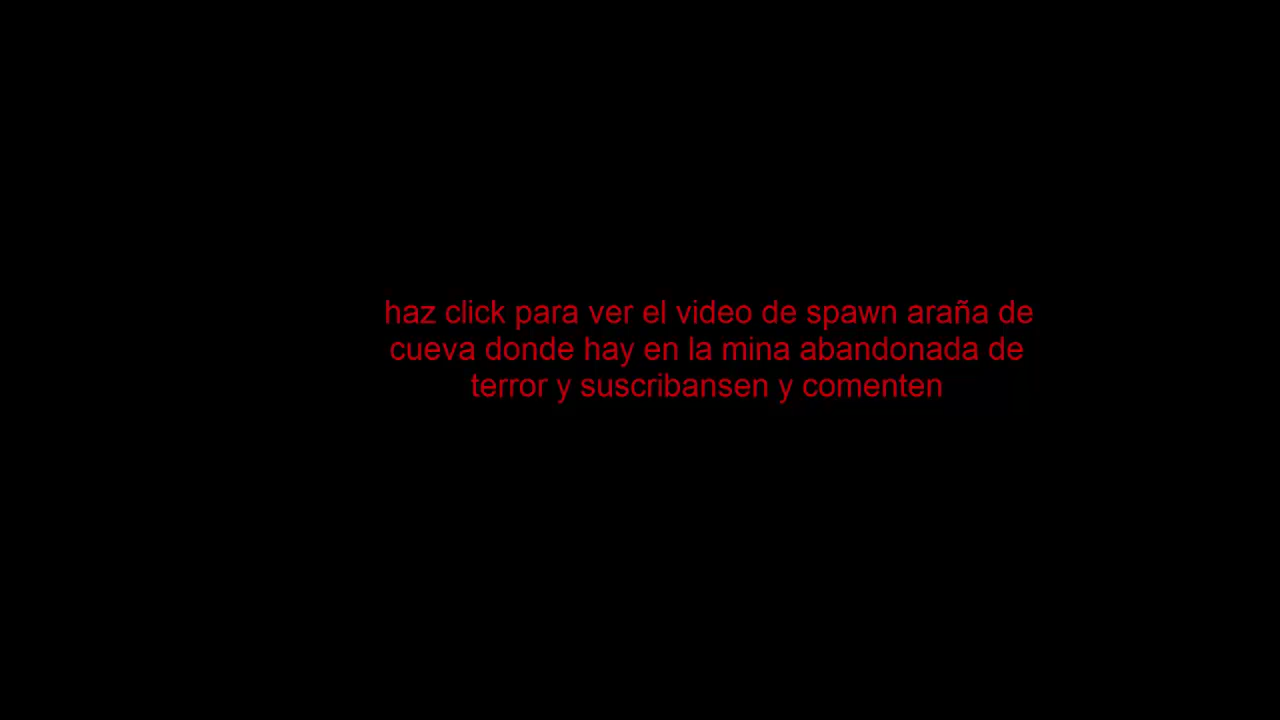 haz click para ver el video de spawn araña de
cueva donde hay en la mina abandonada de
terror y suscribansen y comenten